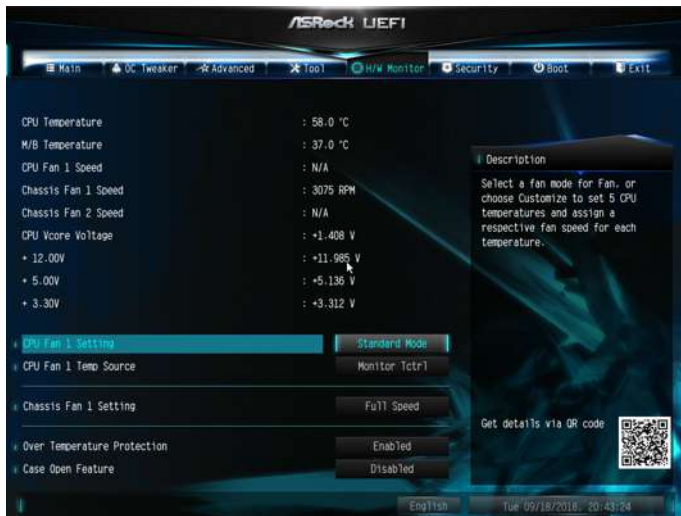 ASRock UEFI
Main OC Tweaker Advanced Tool H/W Monitor Security Boot Exit
CPU Temperature : 58.0 °C
M/B Temperature : 37.0 °C
CPU Fan 1 Speed : N/A
Chassis Fan 1 Speed : 3075 RPM
Chassis Fan 2 Speed : N/A
CPU Vcore Voltage : +1.408 V
+ 12.00V : +11.985 V
+ 5.00V : +5.136 V
+ 3.30V : +3.312 V
CPU Fan 1 Setting Standard Mode
CPU Fan 1 Temp Source Monitor Tctrl
Chassis Fan 1 Setting Full Speed
Over Temperature Protection Enabled
Case Open Feature Disabled
Description
Select a fan mode for Fan, or
choose Customize to set 5 CPU
temperatures and assign a
respective fan speed for each
temperature.
Get details via QR code
English Tue 09/18/2018. 20:43:24